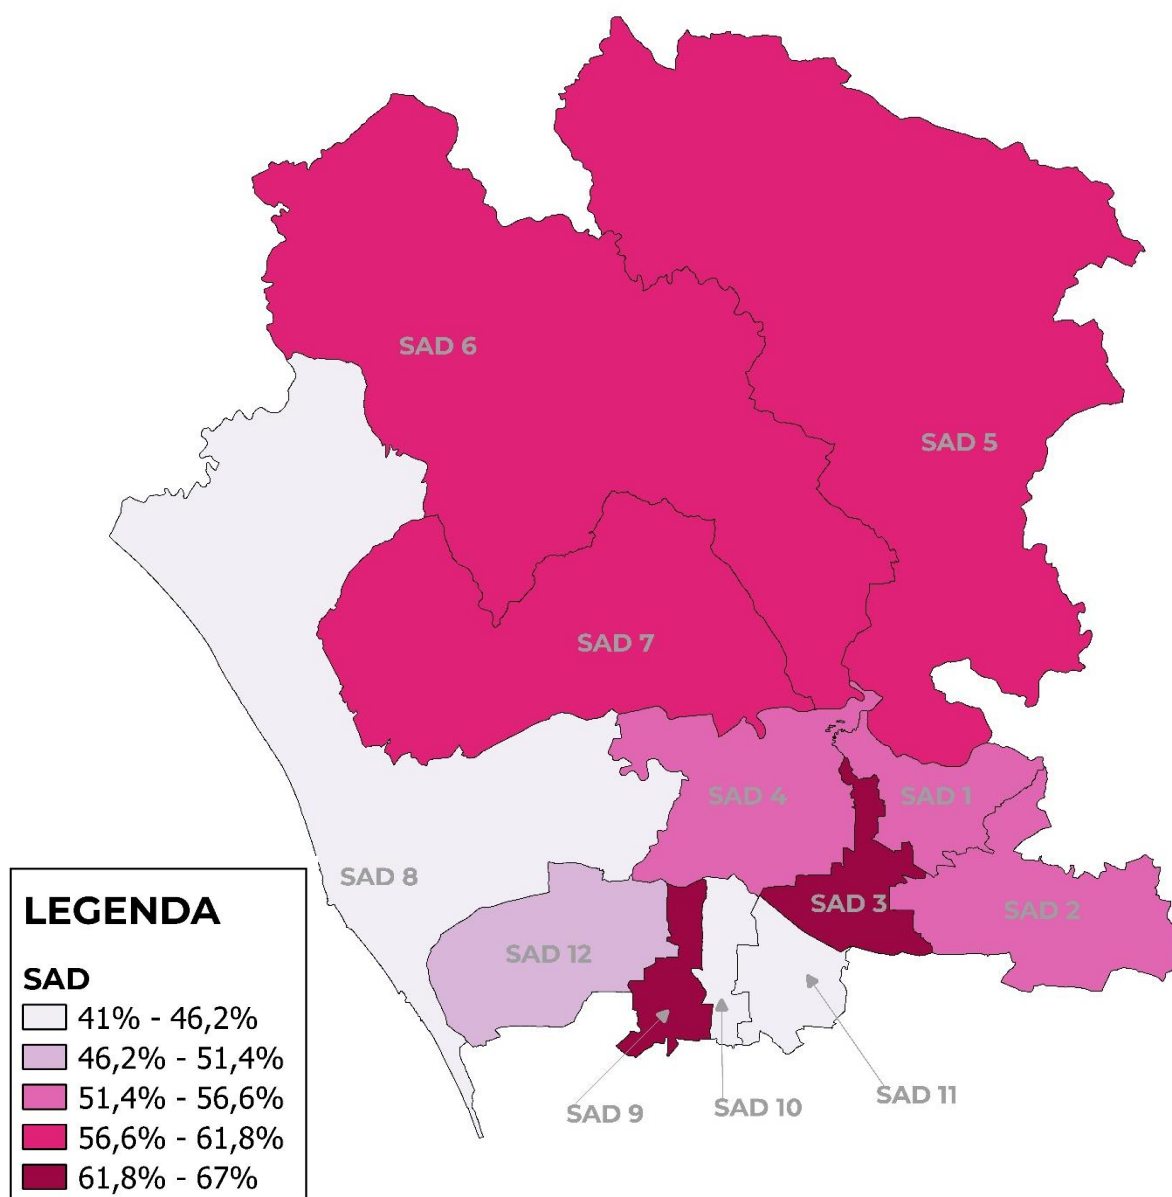 SAD 6
SAD 5
SAD 7
SAD 4
SAD 1
SAD 8
SAD 3
SAD 2
SAD 12
SAD 11
SAD 9
SAD 10
LEGENDA
SAD
41% - 46,2%
46,2% - 51,4%
51,4% - 56,6%
56,6% - 61,8%
61,8% - 67%